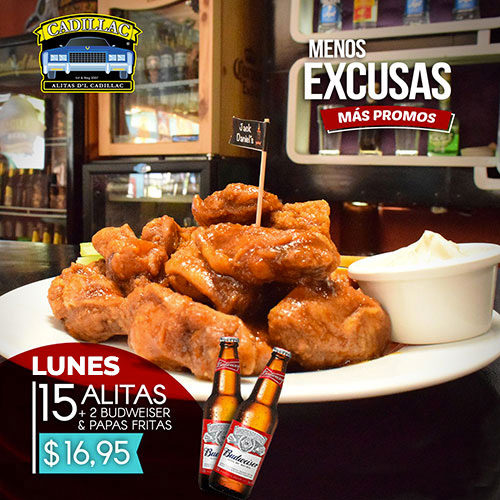 CADILLAC
ALITAS D'L CADILLAC
MENOS
EXCUSAS
MÁS PROMOS
Jack
Daniel's
LUNES
15 ALITAS
+ 2 BUDWEISER
& PAPAS FRITAS
$16,95
Budweiser
Budweiser